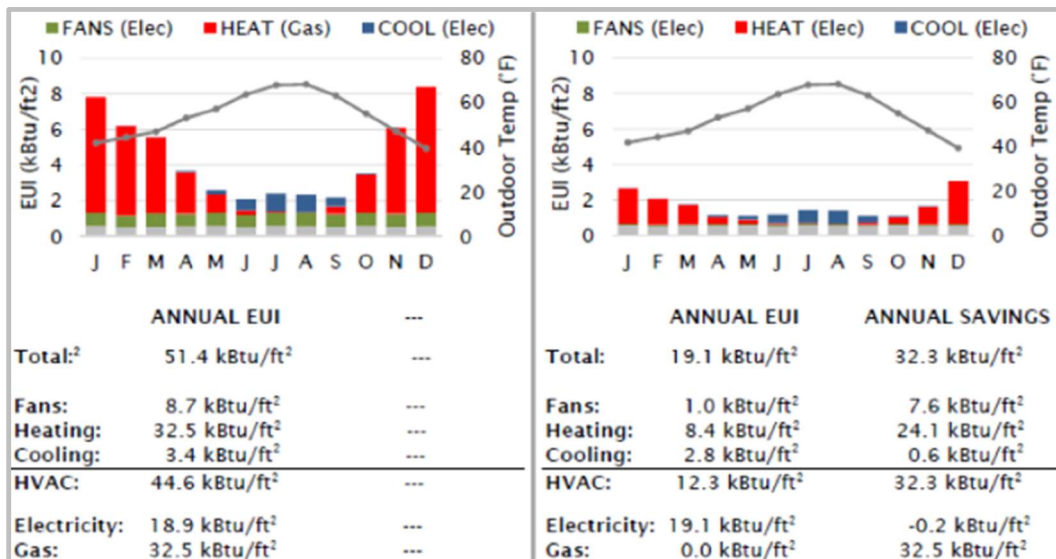 FANS (Elec) HEAT (Gas) COOL (Elec)
10 80
8
60
6
40
4
20
2
0 0
EUI (kBtu/ft2)
Outdoor Temp (˚F)
J F M A M J J A S O N D
ANNUAL EUI ---
Total:² 51.4 kBtu/ft² ---
Fans: 8.7 kBtu/ft² ---
Heating: 32.5 kBtu/ft² ---
Cooling: 3.4 kBtu/ft² ---
HVAC: 44.6 kBtu/ft² ---
Electricity: 18.9 kBtu/ft² ---
Gas: 32.5 kBtu/ft² ---
FANS (Elec) HEAT (Elec) COOL (Elec)
10 80
8
60
6
40
4
20
2
0 0
EUI (kBtu/ft2)
Outdoor Temp (˚F)
J F M A M J J A S O N D
ANNUAL EUI ANNUAL SAVINGS
Total: 19.1 kBtu/ft² 32.3 kBtu/ft²
Fans: 1.0 kBtu/ft² 7.6 kBtu/ft²
Heating: 8.4 kBtu/ft² 24.1 kBtu/ft²
Cooling: 2.8 kBtu/ft² 0.6 kBtu/ft²
HVAC: 12.3 kBtu/ft² 32.3 kBtu/ft²
Electricity: 19.1 kBtu/ft² -0.2 kBtu/ft²
Gas: 0.0 kBtu/ft² 32.5 kBtu/ft²